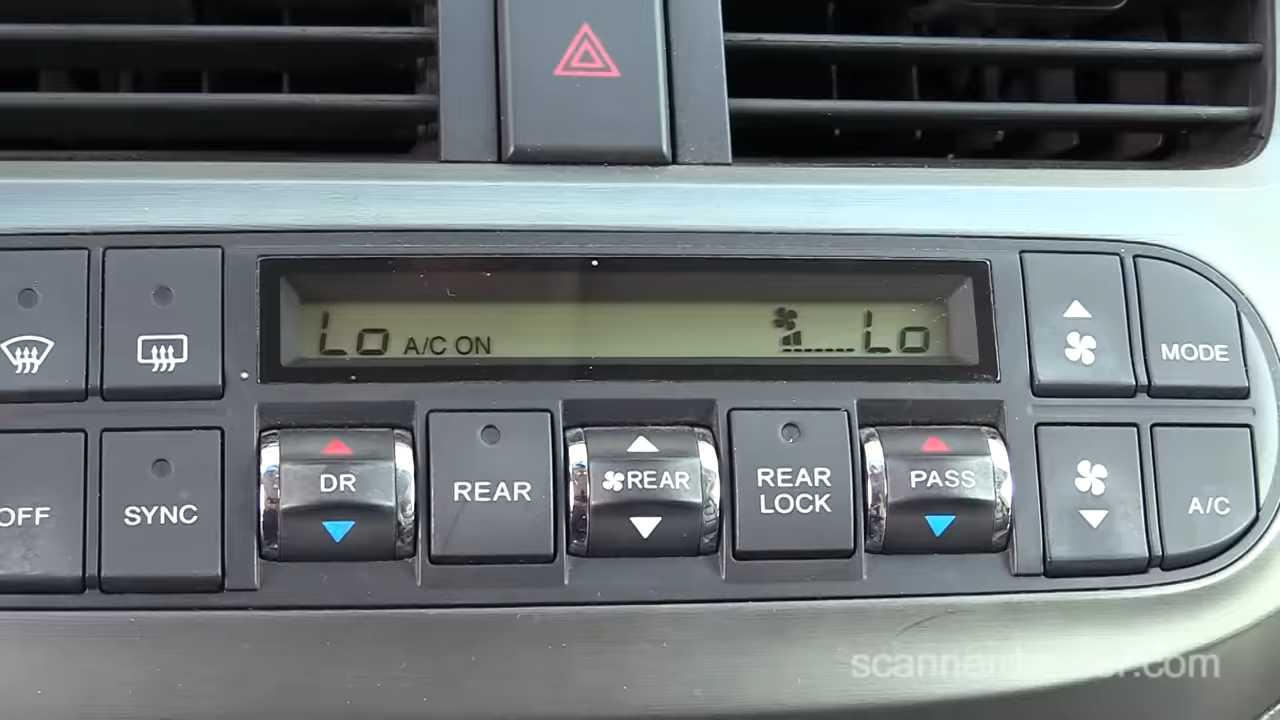 Lo A/C ON Lo
MODE
OFF
SYNC
DR
REAR
REAR
REAR
LOCK
PASS
A/C